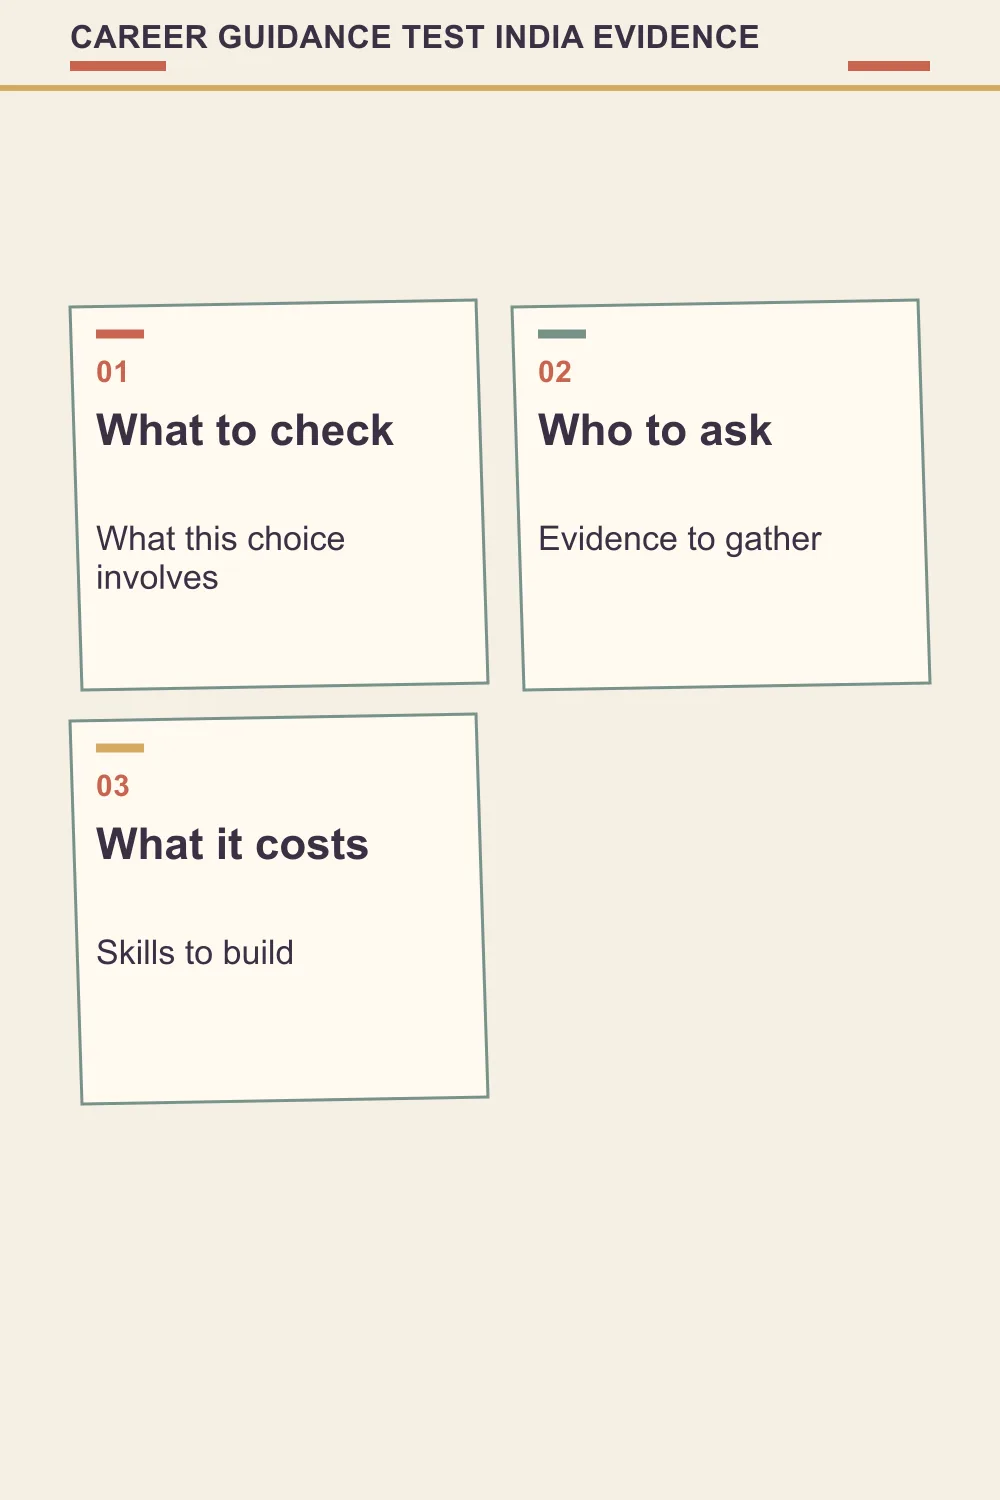 CAREER GUIDANCE TEST INDIA EVIDENCE
01
What to check
What this choice
involves
02
Who to ask
Evidence to gather
03
What it costs
Skills to build